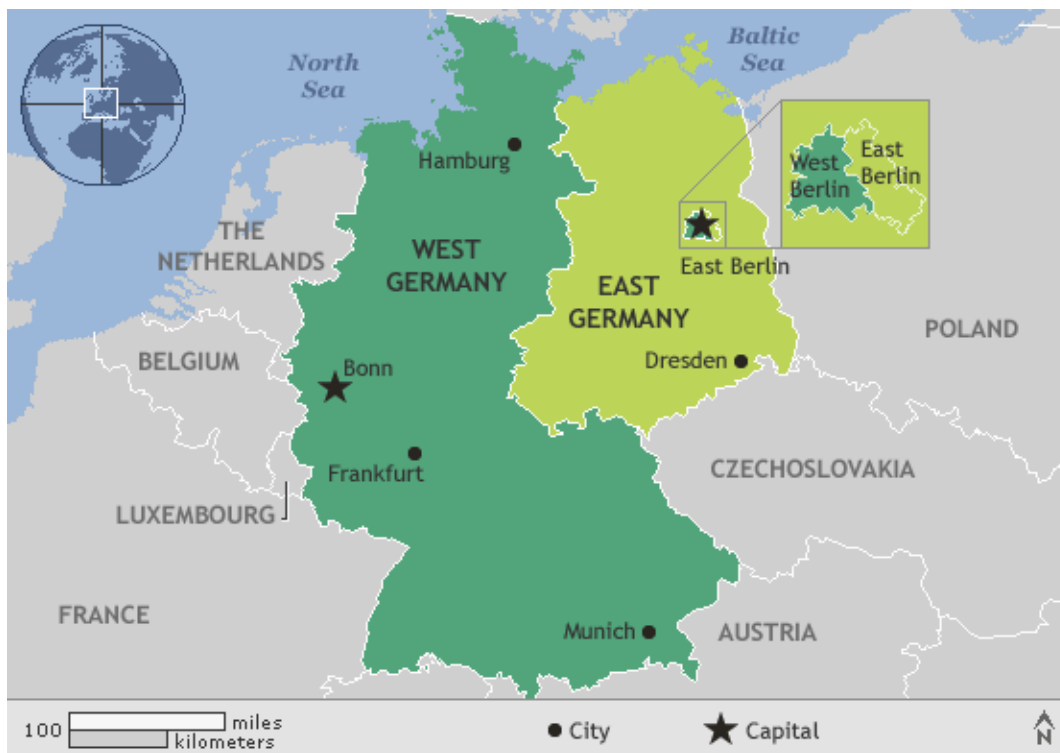 North
Sea
Baltic
Sea
Hamburg
West
Berlin
East
Berlin
THE
NETHERLANDS
WEST
GERMANY
East Berlin
EAST
GERMANY
POLAND
BELGIUM
Bonn
Dresden
Frankfurt
CZECHOSLOVAKIA
LUXEMBOURG
FRANCE
Munich
AUSTRIA
100
miles
kilometers
City
Capital
N